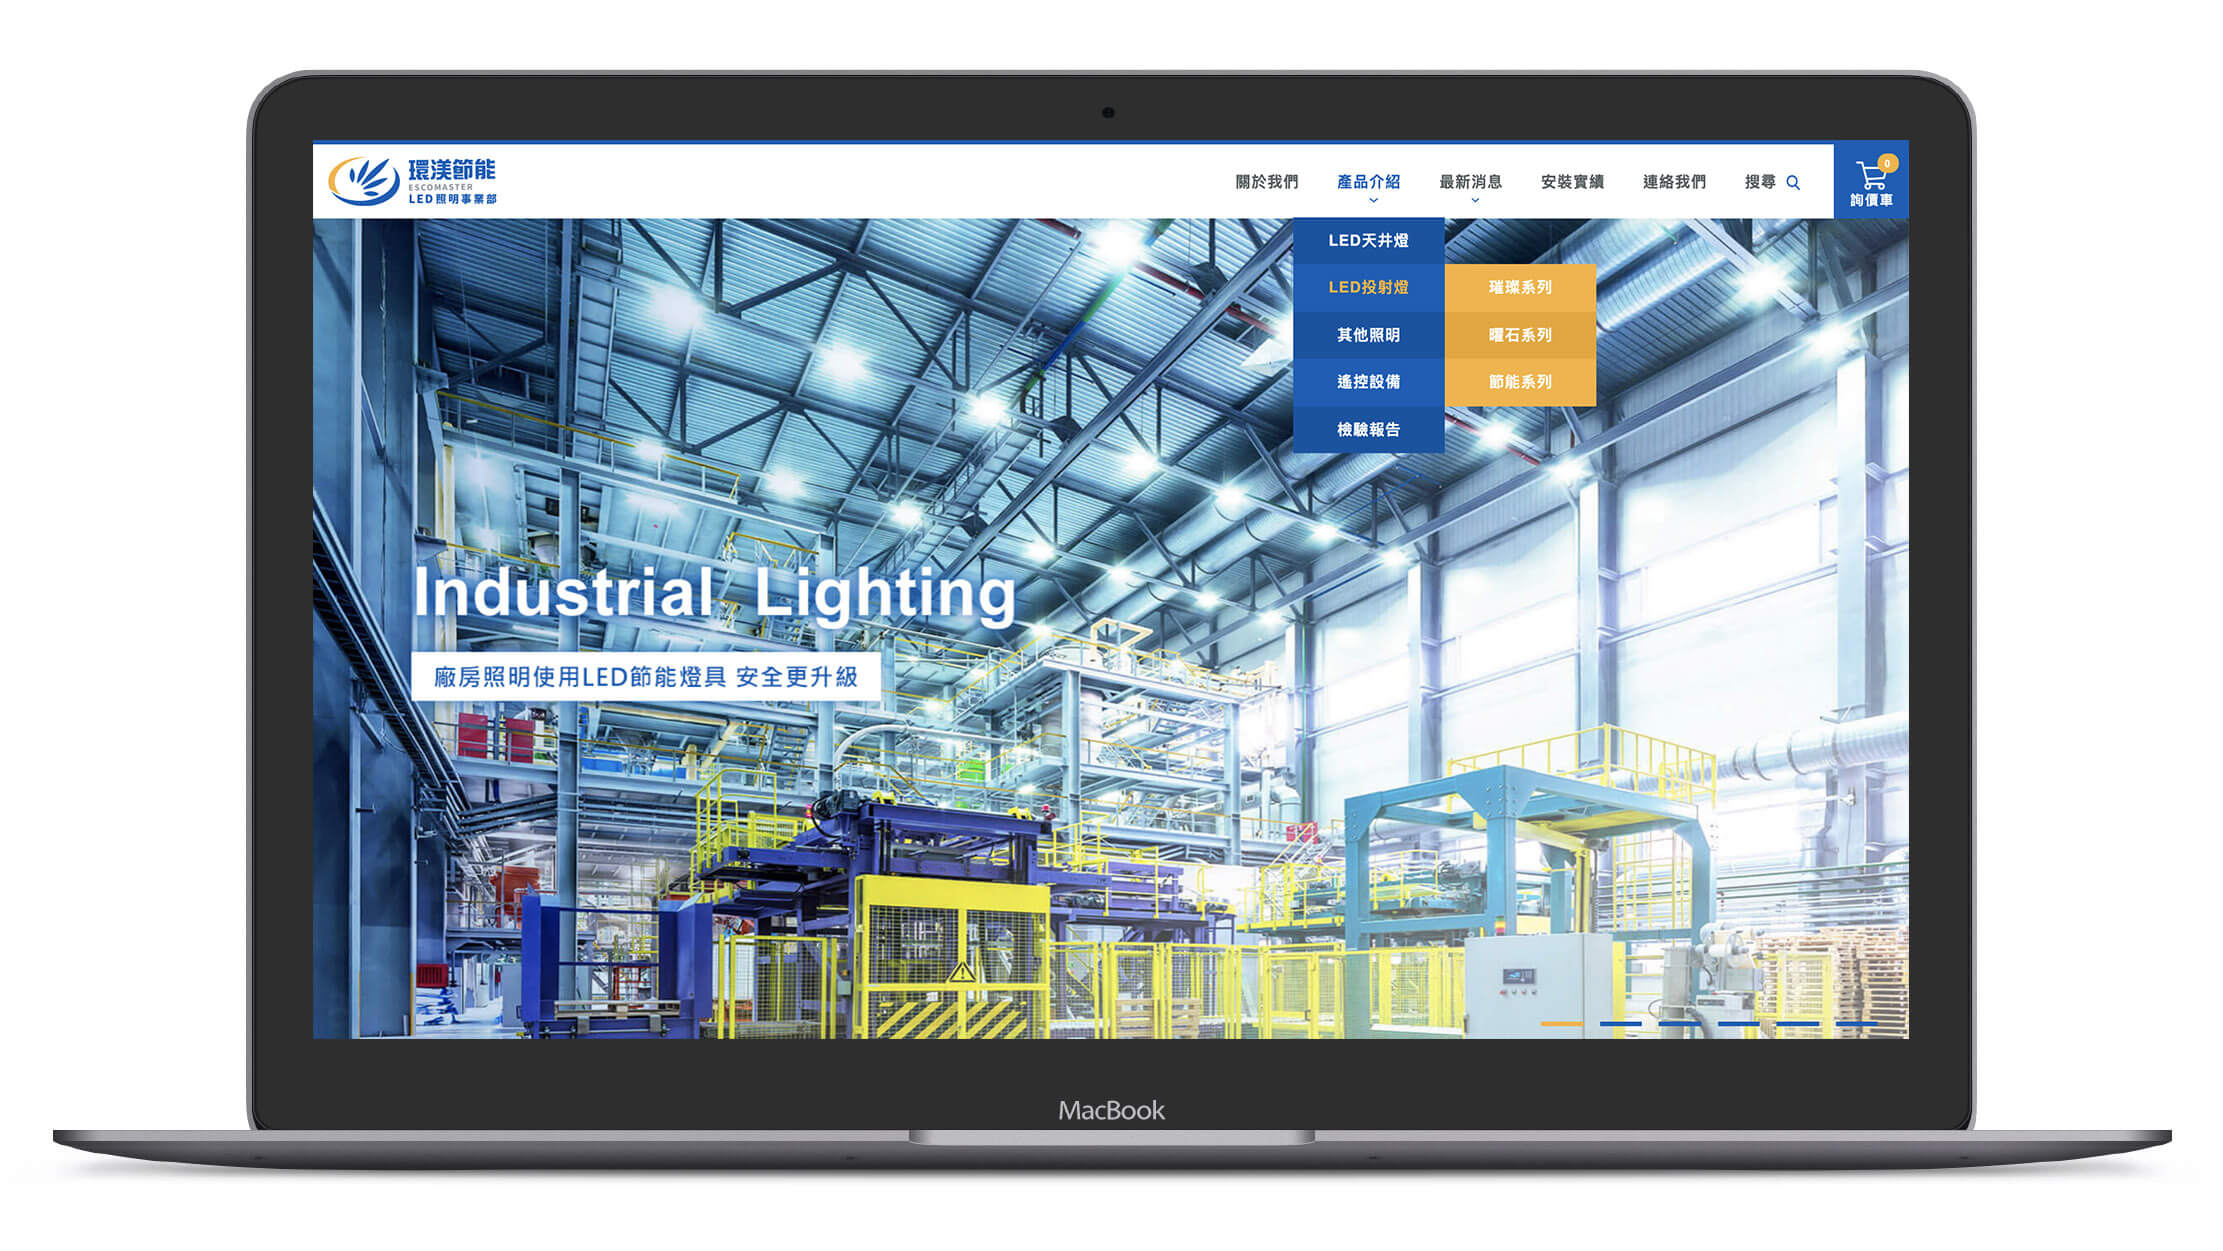 環渼節能
ESCOMASTER
LED照明事業部
關於我們
產品介紹
最新消息
安裝實績
連絡我們
搜尋
0
詢價車
LED天井燈
LED投射燈
其他照明
遙控設備
檢驗報告
璀璨系列
曜石系列
節能系列
Industrial Lighting
廠房照明使用LED節能燈具 安全更升級
MacBook